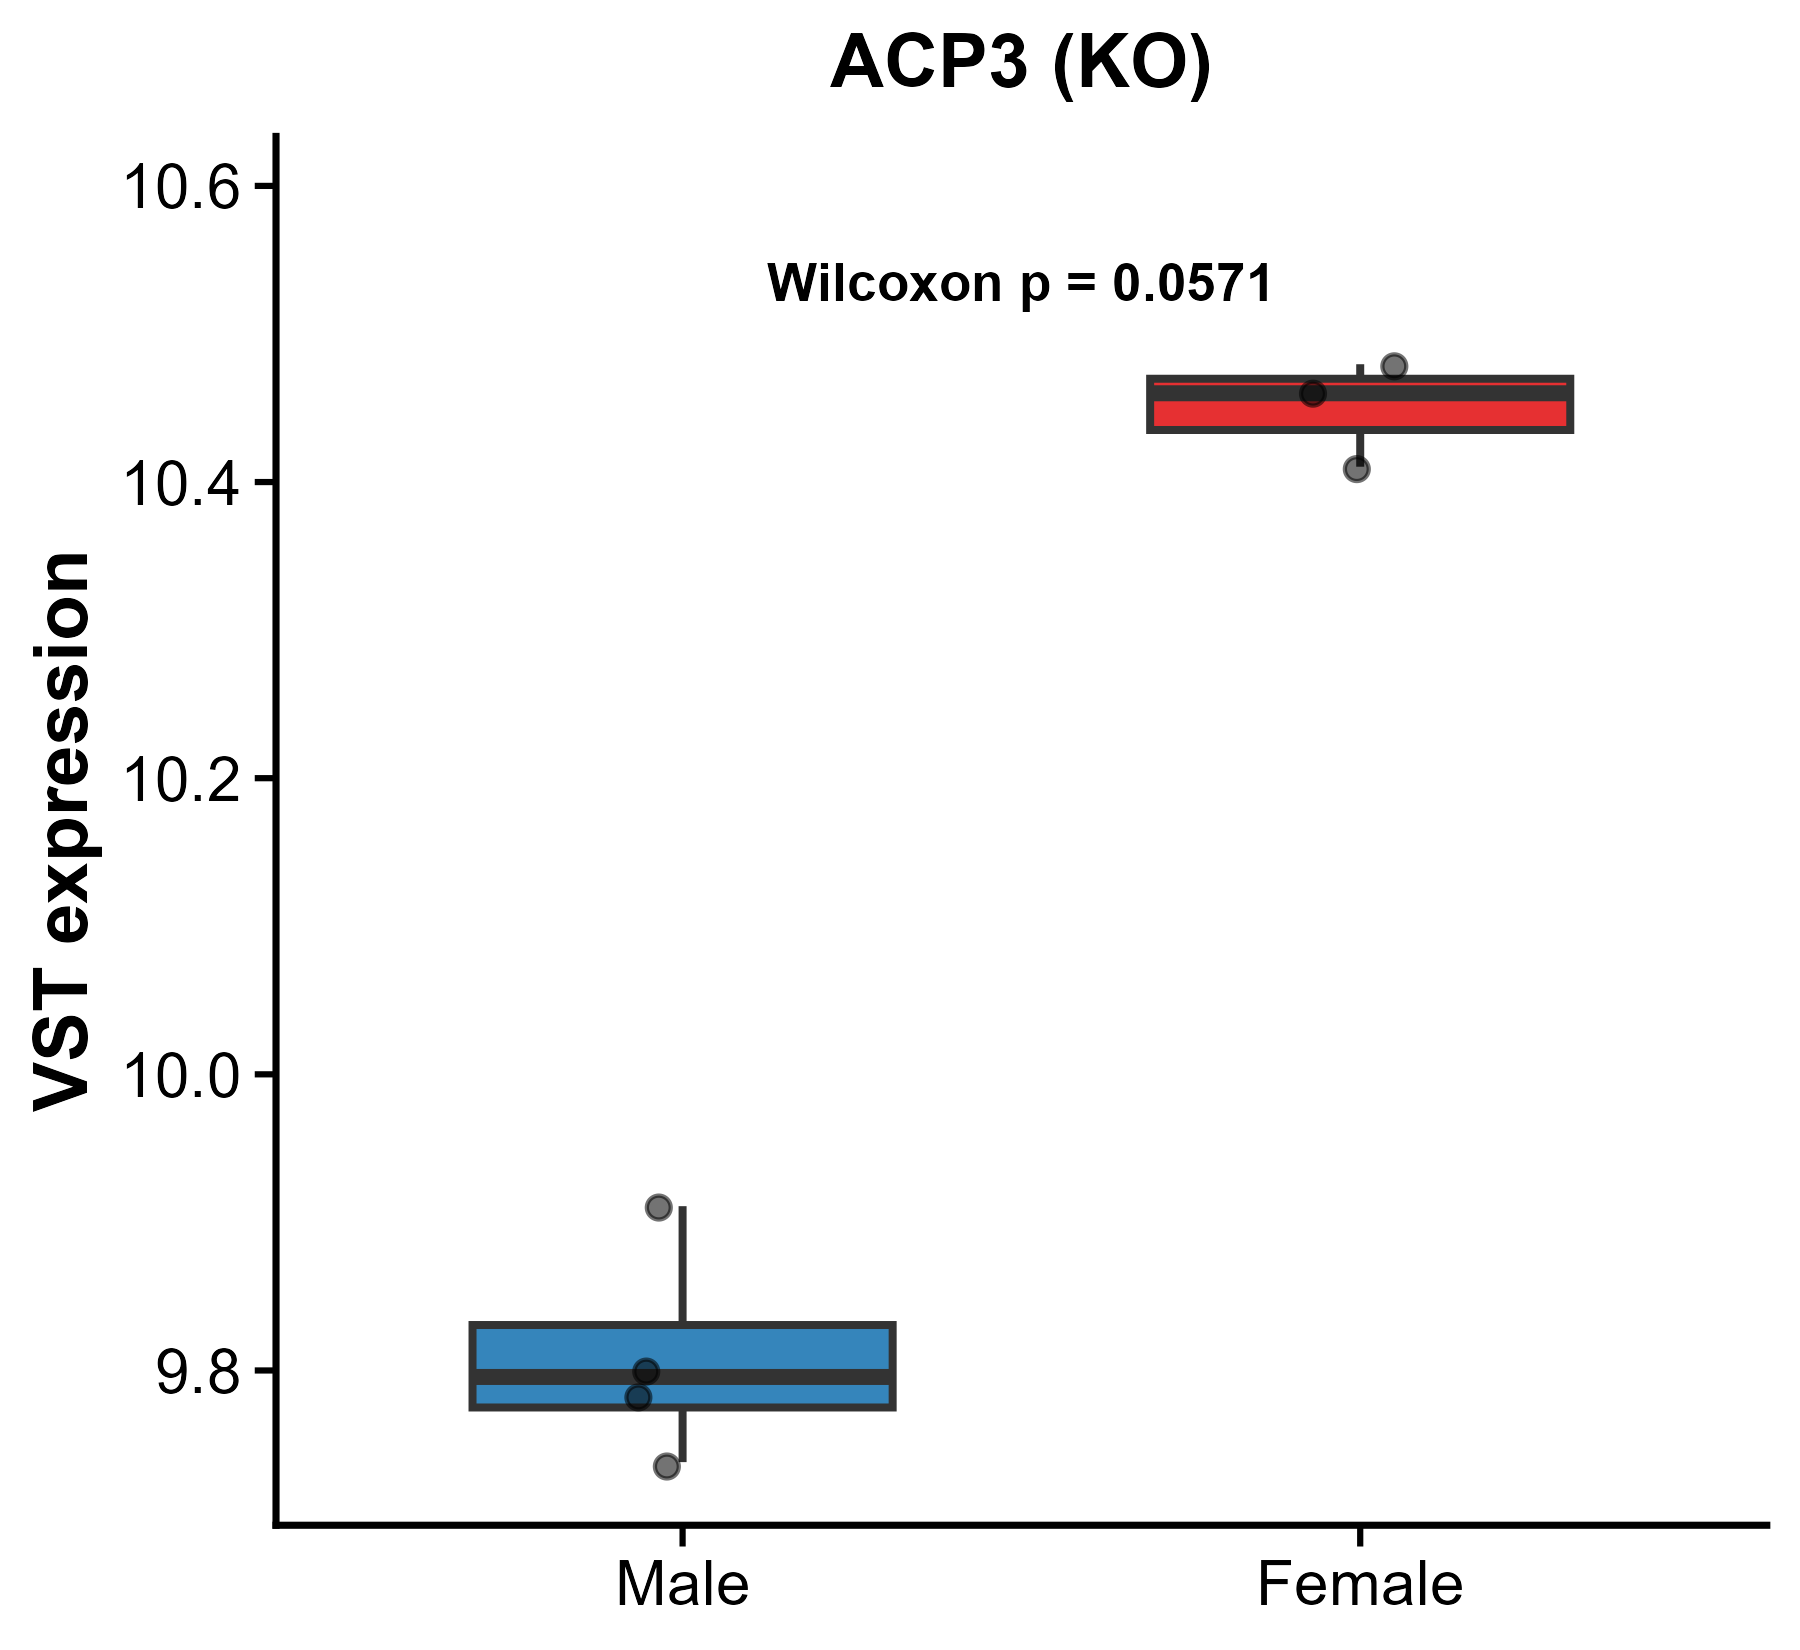 ACP3 (KO)
10.6
Wilcoxon p = 0.0571
10.4
10.2
10.0
9.8
VST expression
Male
Female